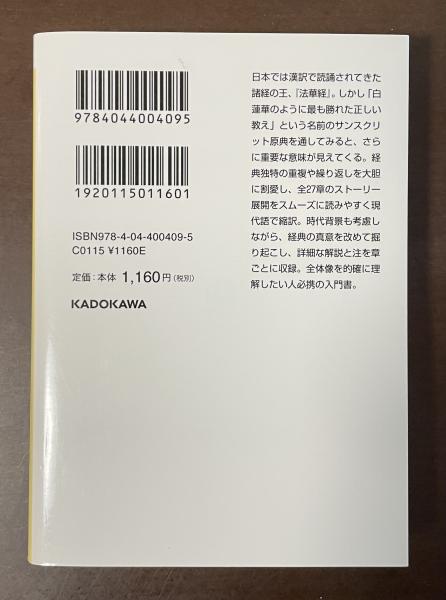 9784044004095
1920115011601
ISBN978-4-04-400409-5
C0115 ¥1160E
定価：本体 1,160円（税別）
KADOKAWA
日本では漢訳で読誦されてきた
諸経の王、『法華経』。しかし「白
蓮華のように最も勝れた正しい
教え」という名前のサンスクリ
ット原典を通してみると、さら
に重要な意味が見えてくる。経
典独特の重複や繰り返しを大胆
に割愛し、全27章のストーリー
展開をスムーズに読みやすく現
代語で縮訳。時代背景も考慮し
ながら、経典の真意を改めて掘
り起こし、詳細な解説と注を章
ごとに収録。全体像を的確に理
解したい人必携の入門書。